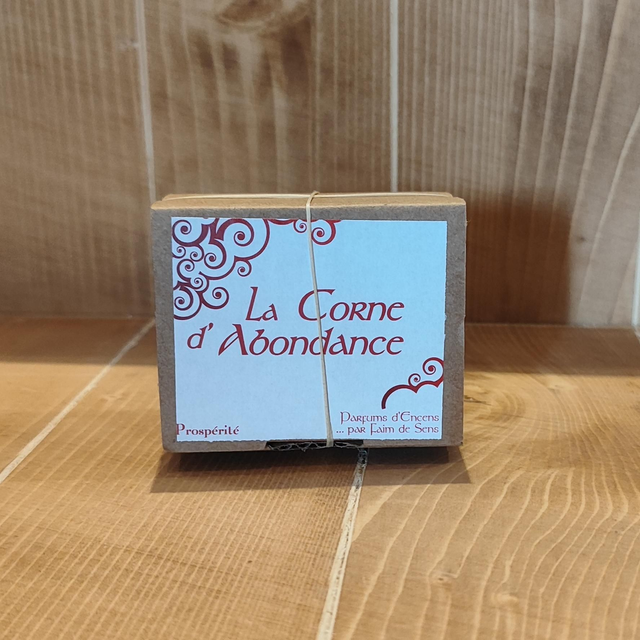 La Corne
d'Abondance
Parfums d'Encens
... par Faim de Sens
Prospérité